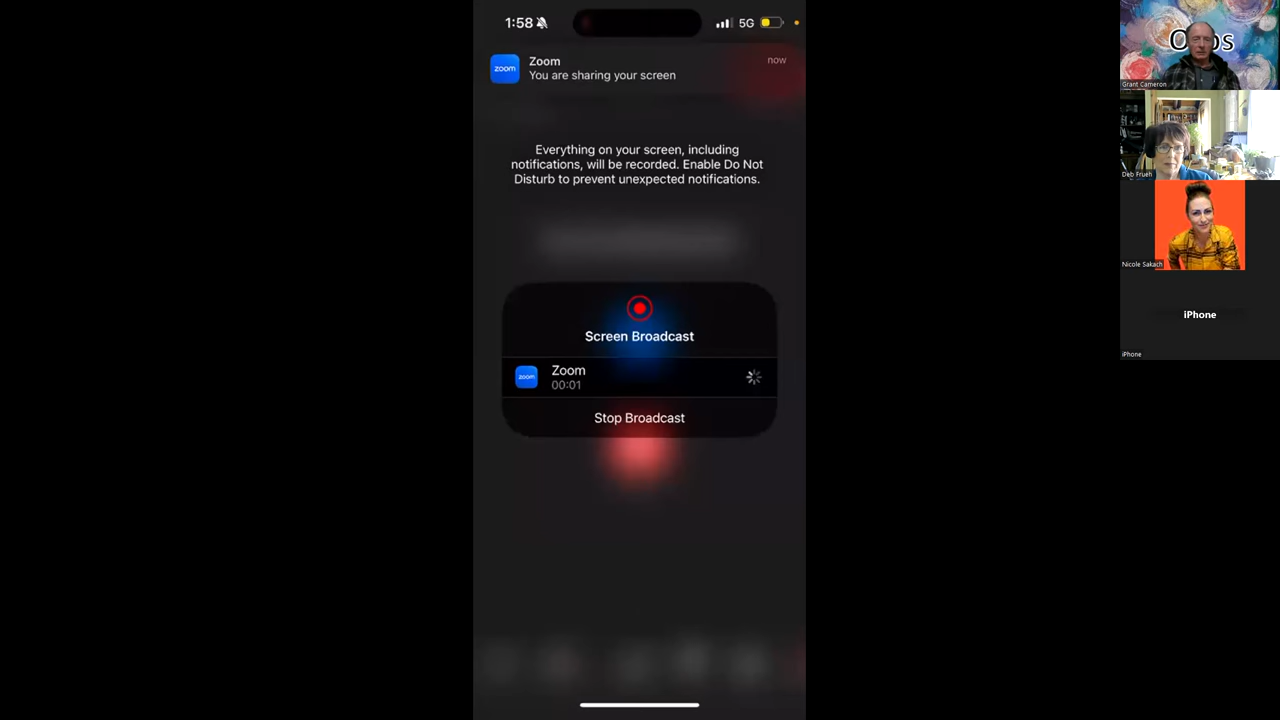 1:58
5G
zoom
Zoom
now
You are sharing your screen
Everything on your screen, including
notifications, will be recorded. Enable Do Not
Disturb to prevent unexpected notifications.
Screen Broadcast
zoom
Zoom
00:01
Stop Broadcast
Grant Cameron
Deb Frueh
Nicole Sakach
iPhone
iPhone